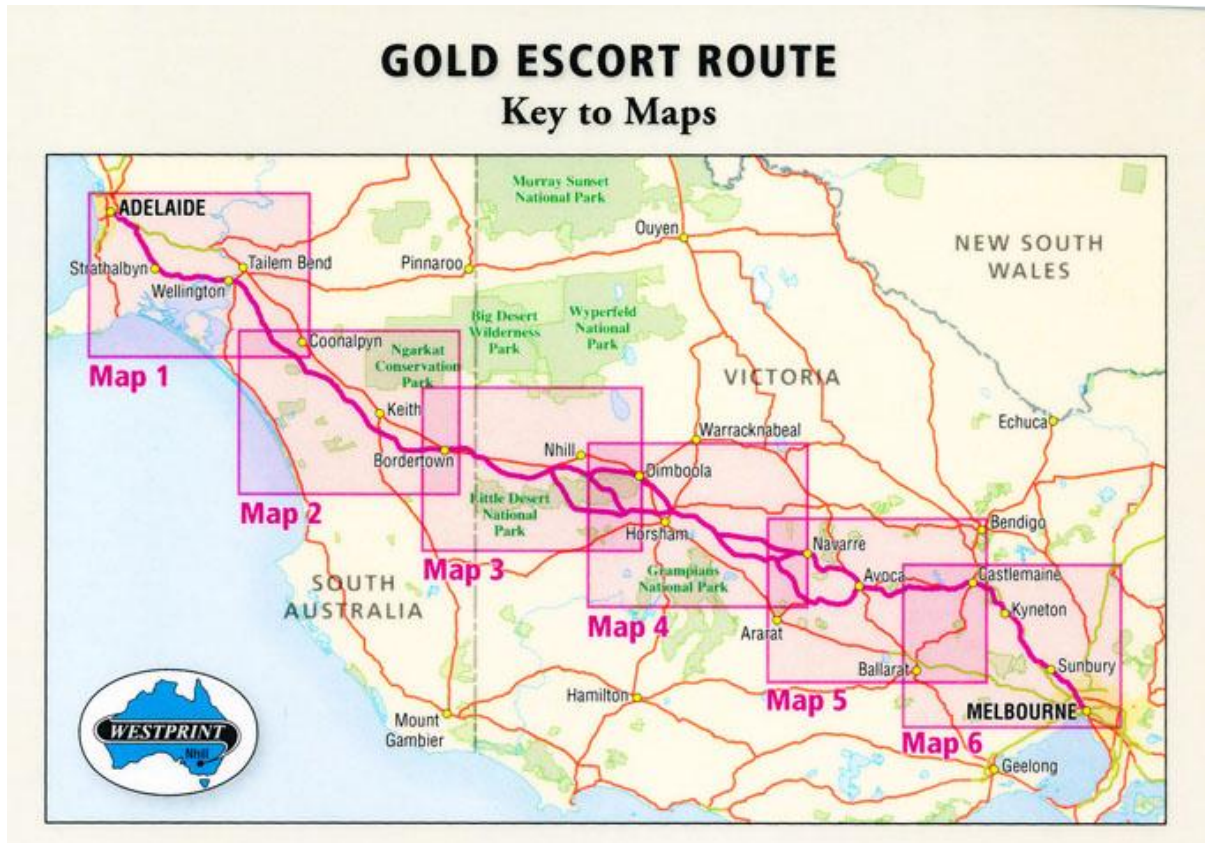 GOLD ESCORT ROUTE
Key to Maps
Murray Sunset
National Park
ADELAIDE
Ouyen
NEW SOUTH
WALES
Strathalbyn
Tailem Bend
Pinnaroo
Wellington
Big Desert
Wilderness
Park
Wyperfeld
National
Park
Coonalpyn
Ngarkat
Conservation
Park
Map 1
VICTORIA
Keith
Echuca
Warracknabeal
Bordertown
Nhill
Dimboola
Map 2
Little Desert
National
Park
Horsham
Bendigo
Navarre
Map 3
Grampians
National Park
Avoca
Castlemaine
SOUTH
AUSTRALIA
Kyneton
Map 4
Ararat
Ballarat
Sunbury
Hamilton
Map 5
MELBOURNE
Mount
Gambier
Map 6
Geelong
WESTPRINT
Nhill